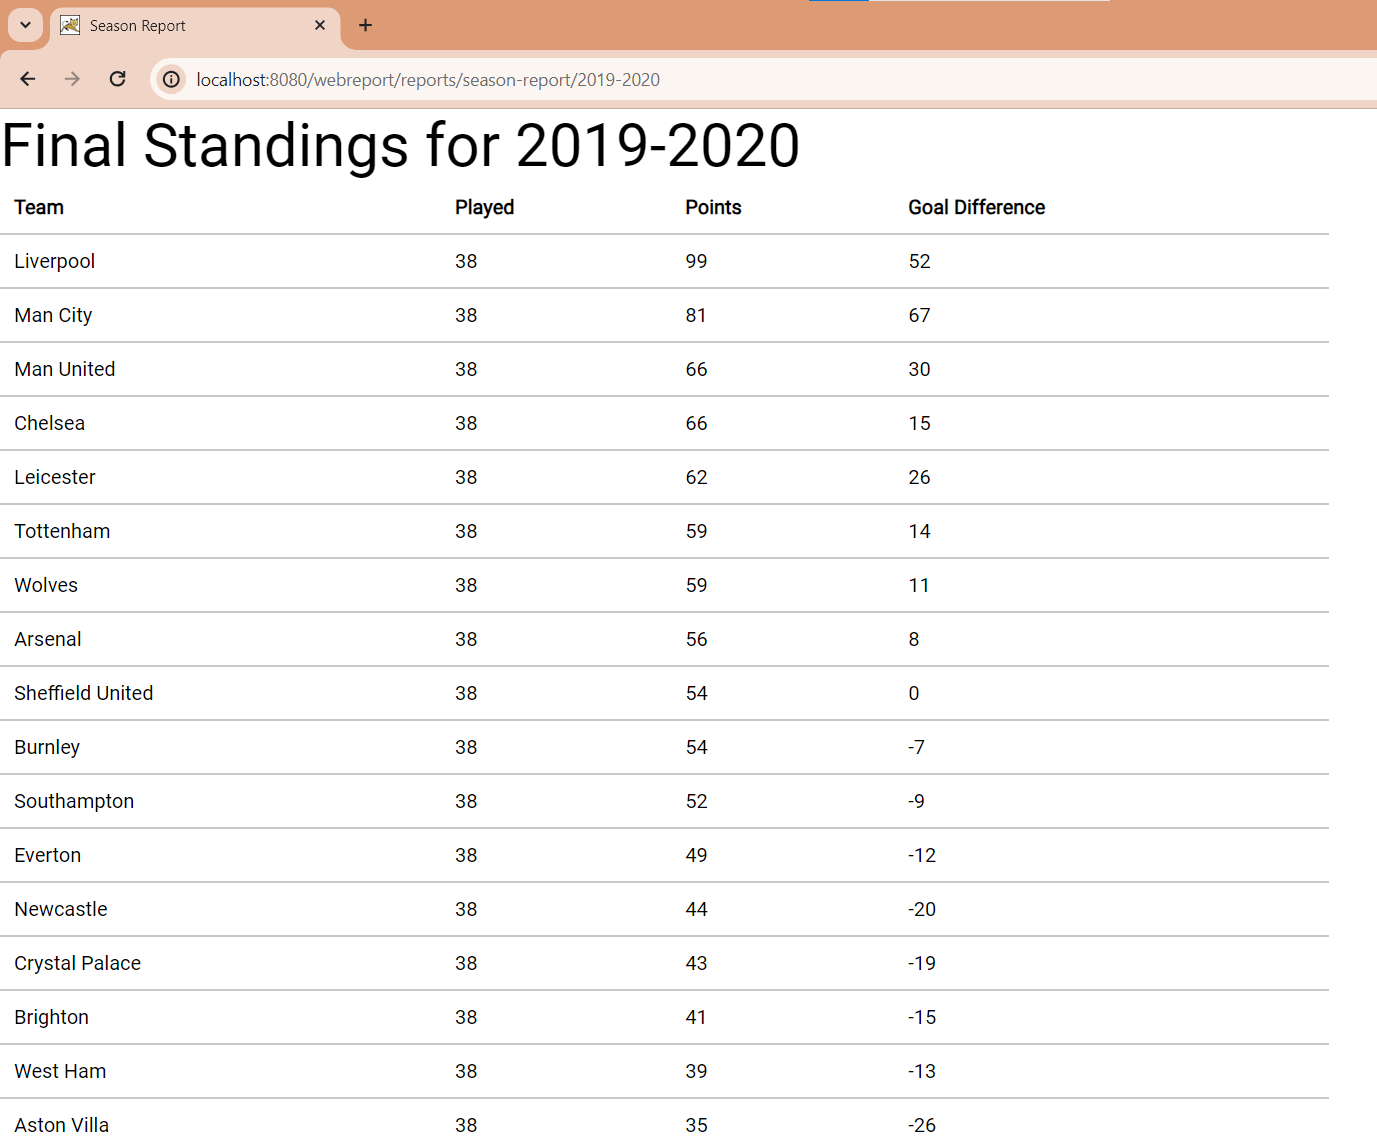 Season Report
localhost:8080/webreport/reports/season-report/2019-2020
Final Standings for 2019-2020
Team Played Points Goal Difference
Liverpool 38 99 52
Man City 38 81 67
Man United 38 66 30
Chelsea 38 66 15
Leicester 38 62 26
Tottenham 38 59 14
Wolves 38 59 11
Arsenal 38 56 8
Sheffield United 38 54 0
Burnley 38 54 -7
Southampton 38 52 -9
Everton 38 49 -12
Newcastle 38 44 -20
Crystal Palace 38 43 -19
Brighton 38 41 -15
West Ham 38 39 -13
Aston Villa 38 35 -26